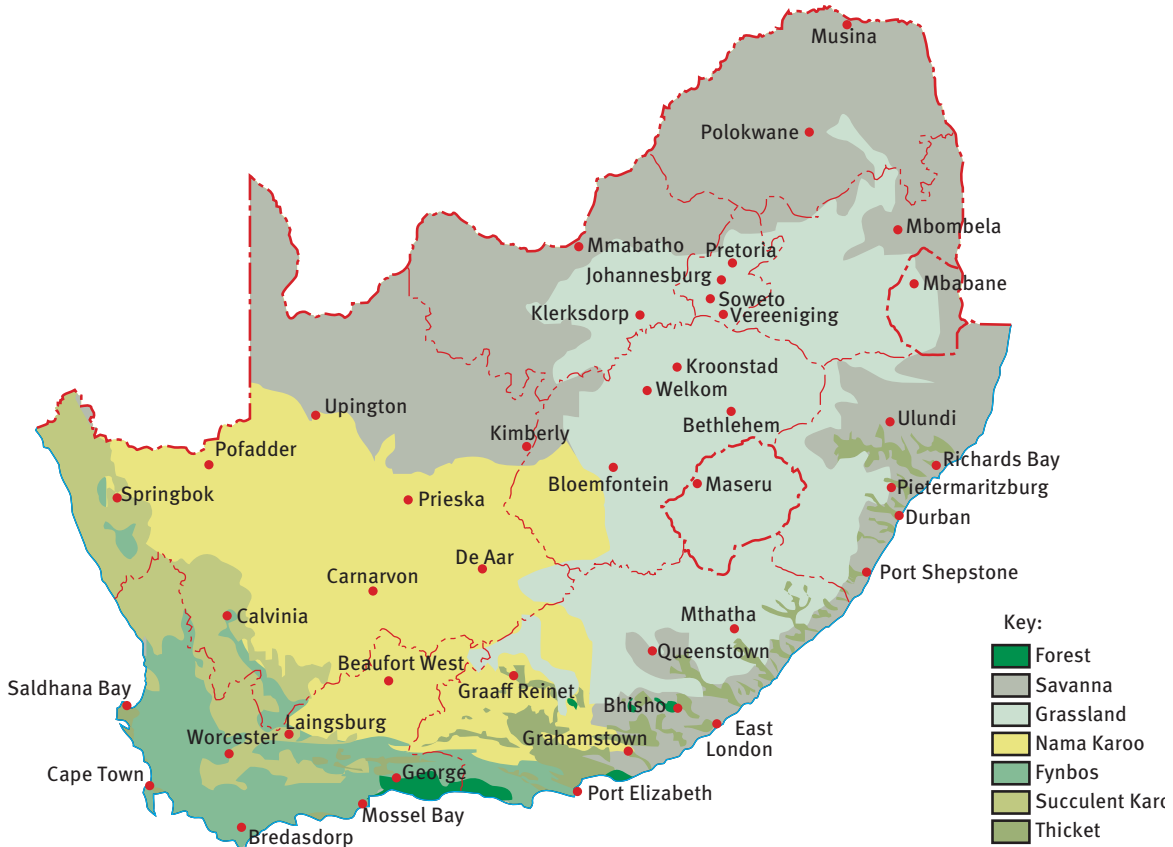 Musina
Polokwane
Mbombela
Mmabatho
Pretoria
Johannesburg
Mbabane
Soweto
Klerksdorp
Vereeniging
Kroonstad
Welkom
Upington
Bethlehem
Ulundi
Kimberly
Pofadder
Bloemfontein
Maseru
Richards Bay
Springbok
Prieska
Pietermaritzburg
Durban
De Aar
Carnarvon
Port Shepstone
Calvinia
Mthatha
Key:
Queenstown
Forest
Beaufort West
Savanna
Saldhana Bay
Graaff Reinet
Bhisho
Grassland
Laingsburg
East
London
Worcester
Grahamstown
Nama Karoo
Cape Town
George
Fynbos
Port Elizabeth
Mossel Bay
Succulent Karo
Bredasdorp
Thicket